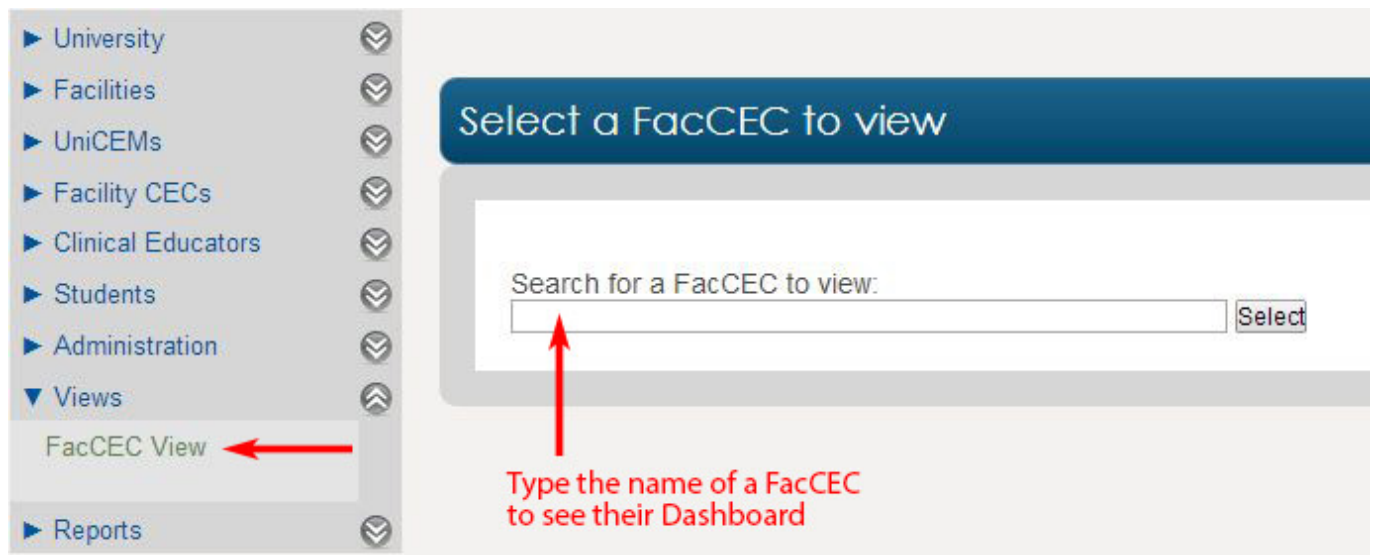 University
Facilities
UniCEMs
Facility CECs
Clinical Educators
Students
Administration
Views
FacCEC View
Reports
Select a FacCEC to view
Search for a FacCEC to view:
Select
Type the name of a FacCEC
to see their Dashboard